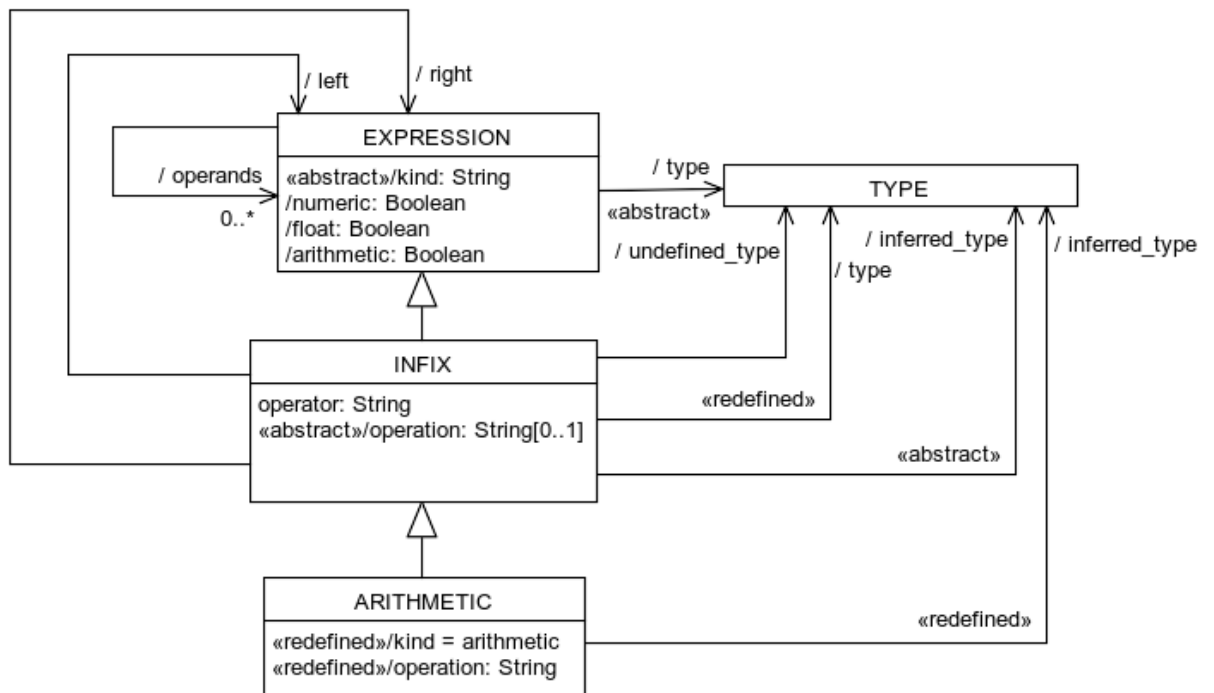 / left
/ right
EXPRESSION
/ operands
0..*
«abstract»/kind: String
/numeric: Boolean
/float: Boolean
/arithmetic: Boolean
/ type
«abstract»
TYPE
/ undefined_type
/ type
/ inferred_type
/ inferred_type
INFIX
operator: String
«abstract»/operation: String[0..1]
«redefined»
«abstract»
ARITHMETIC
«redefined»/kind = arithmetic
«redefined»/operation: String
«redefined»